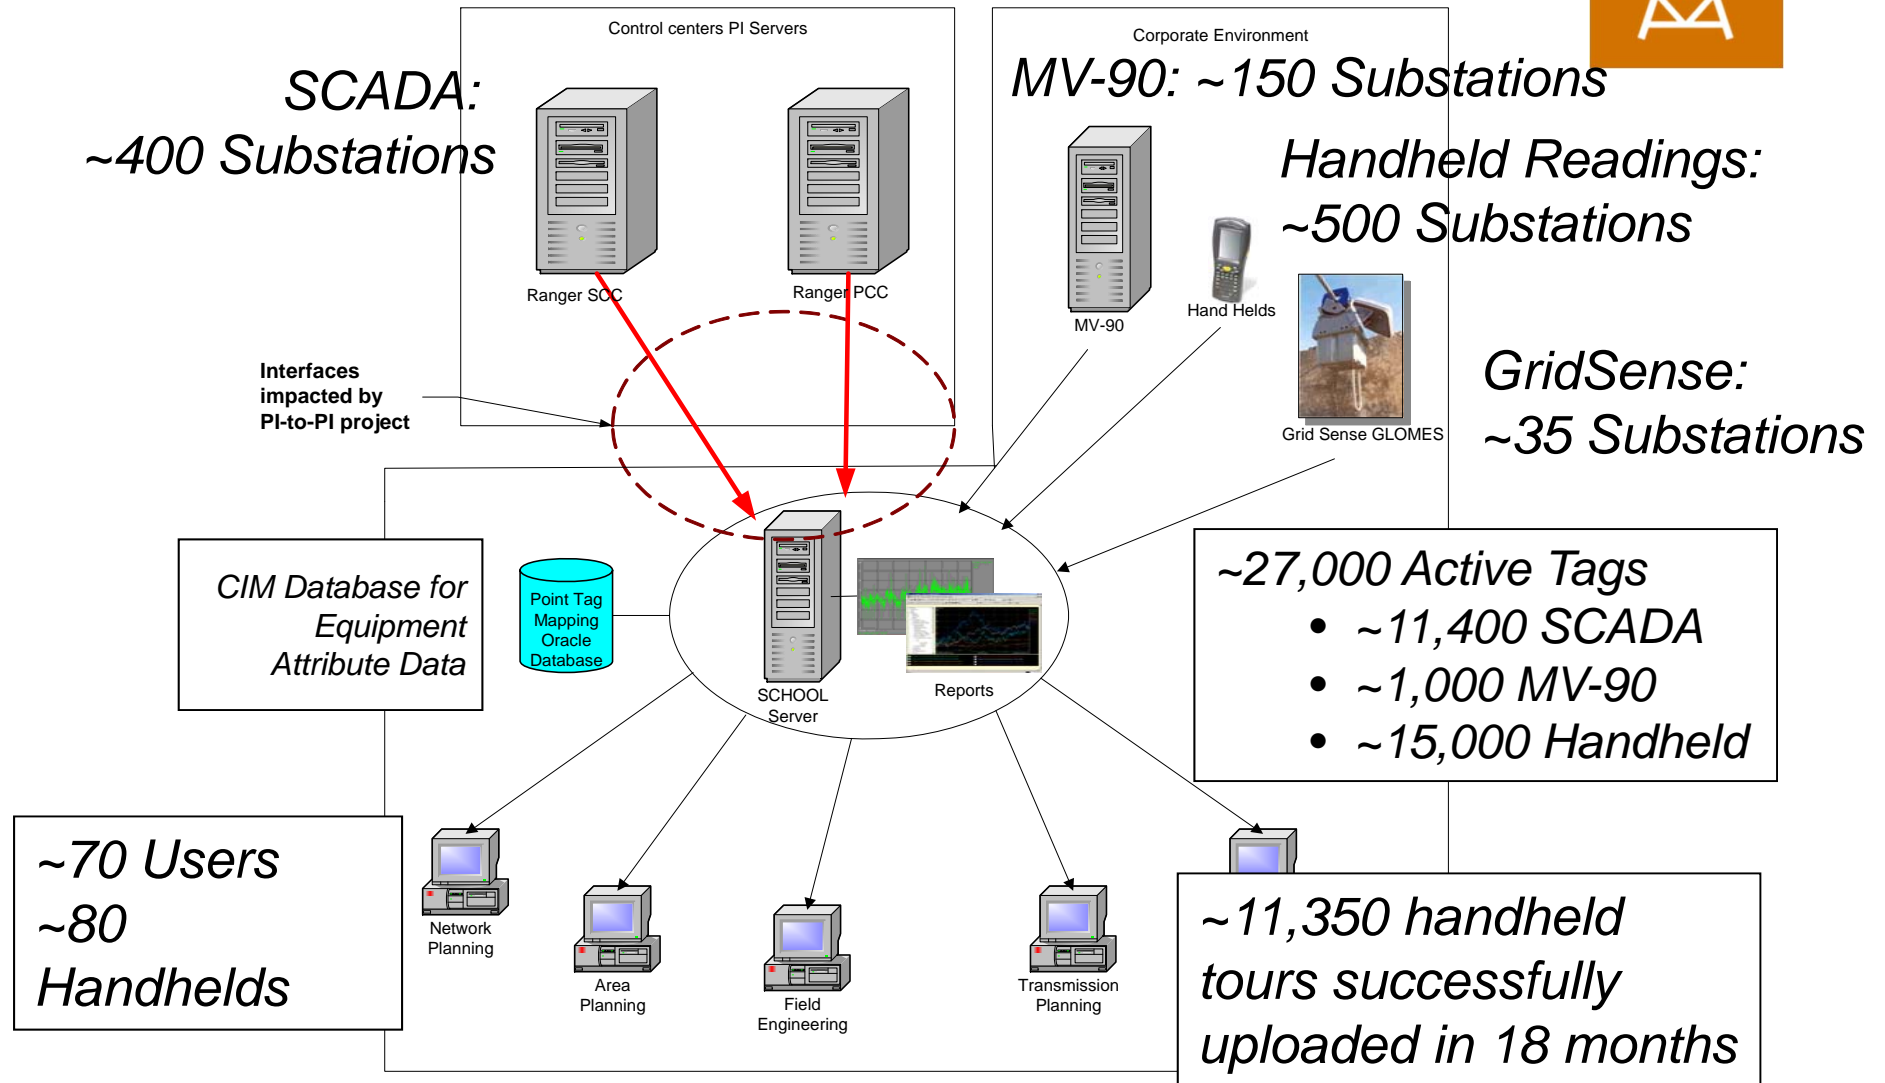 Control centers PI Servers
Corporate Environment
SCADA:
~400 Substations
MV-90: ~150 Substations
Handheld Readings:
~500 Substations
Ranger SCC
Ranger PCC
MV-90
Hand Helds
Grid Sense GLOMES
GridSense:
~35 Substations
Interfaces
impacted by
PI-to-PI project
CIM Database for
Equipment
Attribute Data
Point Tag
Mapping
Oracle
Database
SCHOOL
Server
Reports
~27,000 Active Tags
• ~11,400 SCADA
• ~1,000 MV-90
• ~15,000 Handheld
~70 Users
~80
Handhelds
Network
Planning
Area
Planning
Field
Engineering
Transmission
Planning
~11,350 handheld
tours successfully
uploaded in 18 months